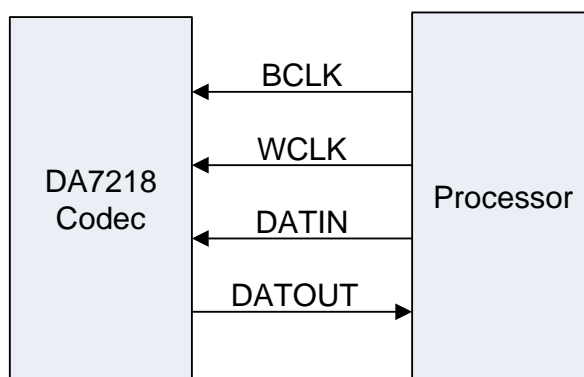 DA7218
Codec
BCLK
WCLK
DATIN
DATOUT
Processor